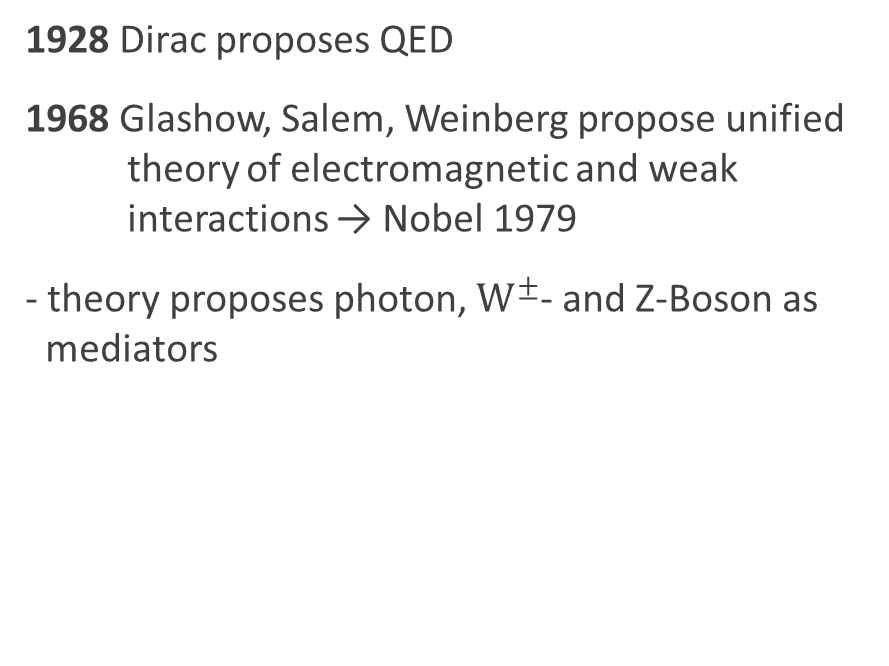 1928 Dirac proposes QED
1968 Glashow, Salem, Weinberg propose unified
theory of electromagnetic and weak
interactions → Nobel 1979
- theory proposes photon, W±- and Z-Boson as
mediators